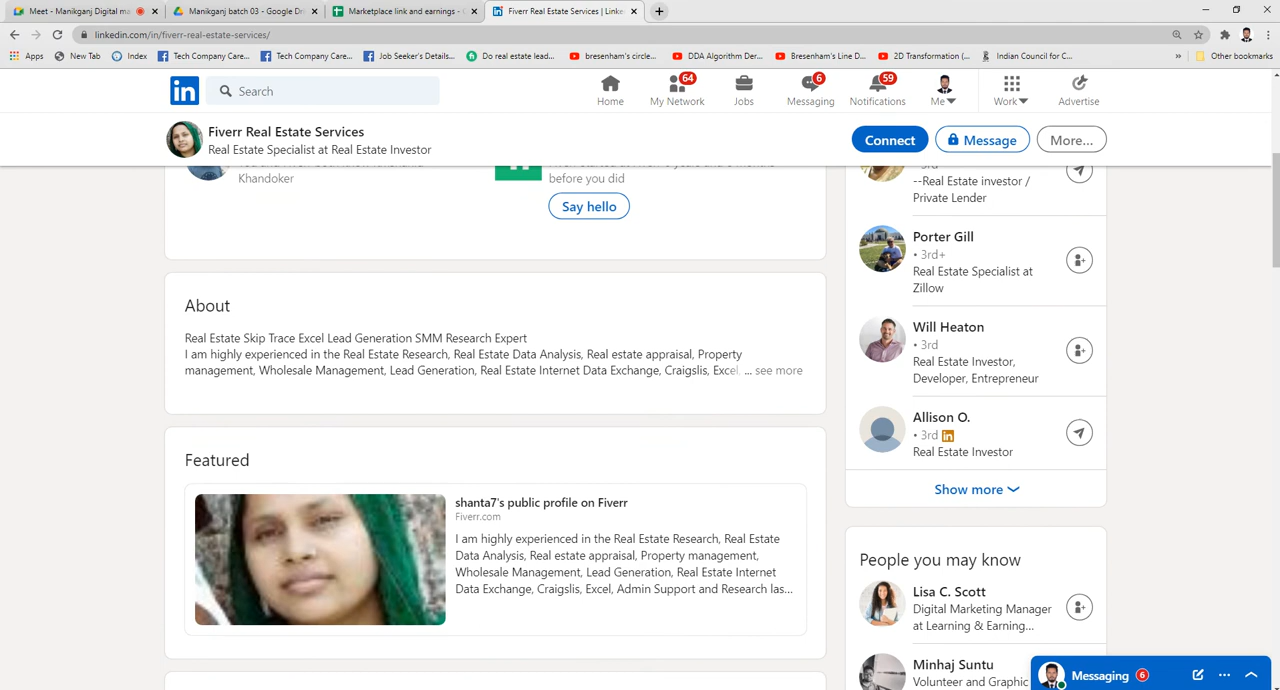 Meet - Manikganj Digital ma
Manikganj batch 03 - Google Dri
Marketplace link and earnings -
Fiverr Real Estate Services | Linke
linkedin.com/in/fiverr-real-estate-services/
Apps
New Tab
Index
Tech Company Care...
Tech Company Care...
Job Seeker's Datails...
Do real estate lead...
bresenham's circle...
DDA Algorithm Der...
Bresenham's Line D...
2D Transformation (...
Indian Council for C...
Other bookmarks
in
Search
Home
64
My Network
Jobs
6
Messaging
59
Notifications
Me
Work
Advertise
Fiverr Real Estate Services
Real Estate Specialist at Real Estate Investor
Connect
Message
More...
Khandoker
before you did
Say hello
About
Real Estate Skip Trace Excel Lead Generation SMM Research Expert
I am highly experienced in the Real Estate Research, Real Estate Data Analysis, Real estate appraisal, Property
management, Wholesale Management, Lead Generation, Real Estate Internet Data Exchange, Craigslis, Excel, ... see more
Featured
shanta7's public profile on Fiverr
Fiverr.com
I am highly experienced in the Real Estate Research, Real Estate
Data Analysis, Real estate appraisal, Property management,
Wholesale Management, Lead Generation, Real Estate Internet
Data Exchange, Craigslis, Excel, Admin Support and Research las...
--Real Estate investor /
Private Lender
Porter Gill
• 3rd+
Real Estate Specialist at
Zillow
Will Heaton
• 3rd
Real Estate Investor,
Developer, Entrepreneur
Allison O.
• 3rd in
Real Estate Investor
Show more
People you may know
Lisa C. Scott
Digital Marketing Manager
at Learning & Earning...
Minhaj Suntu
Volunteer and Graphic
Messaging 6